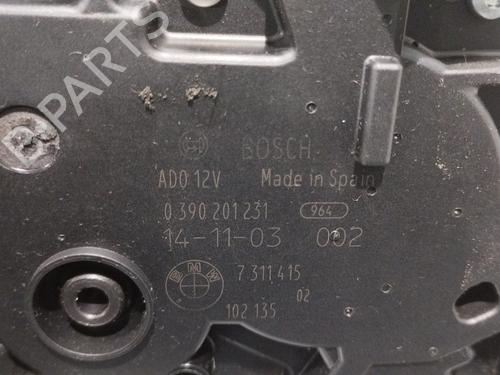 B PARTS
BOSCH
AD0 12V Made in Spain
0 390 201 231 964
14-11-03 002
BMW 7 311 415
102 135 02